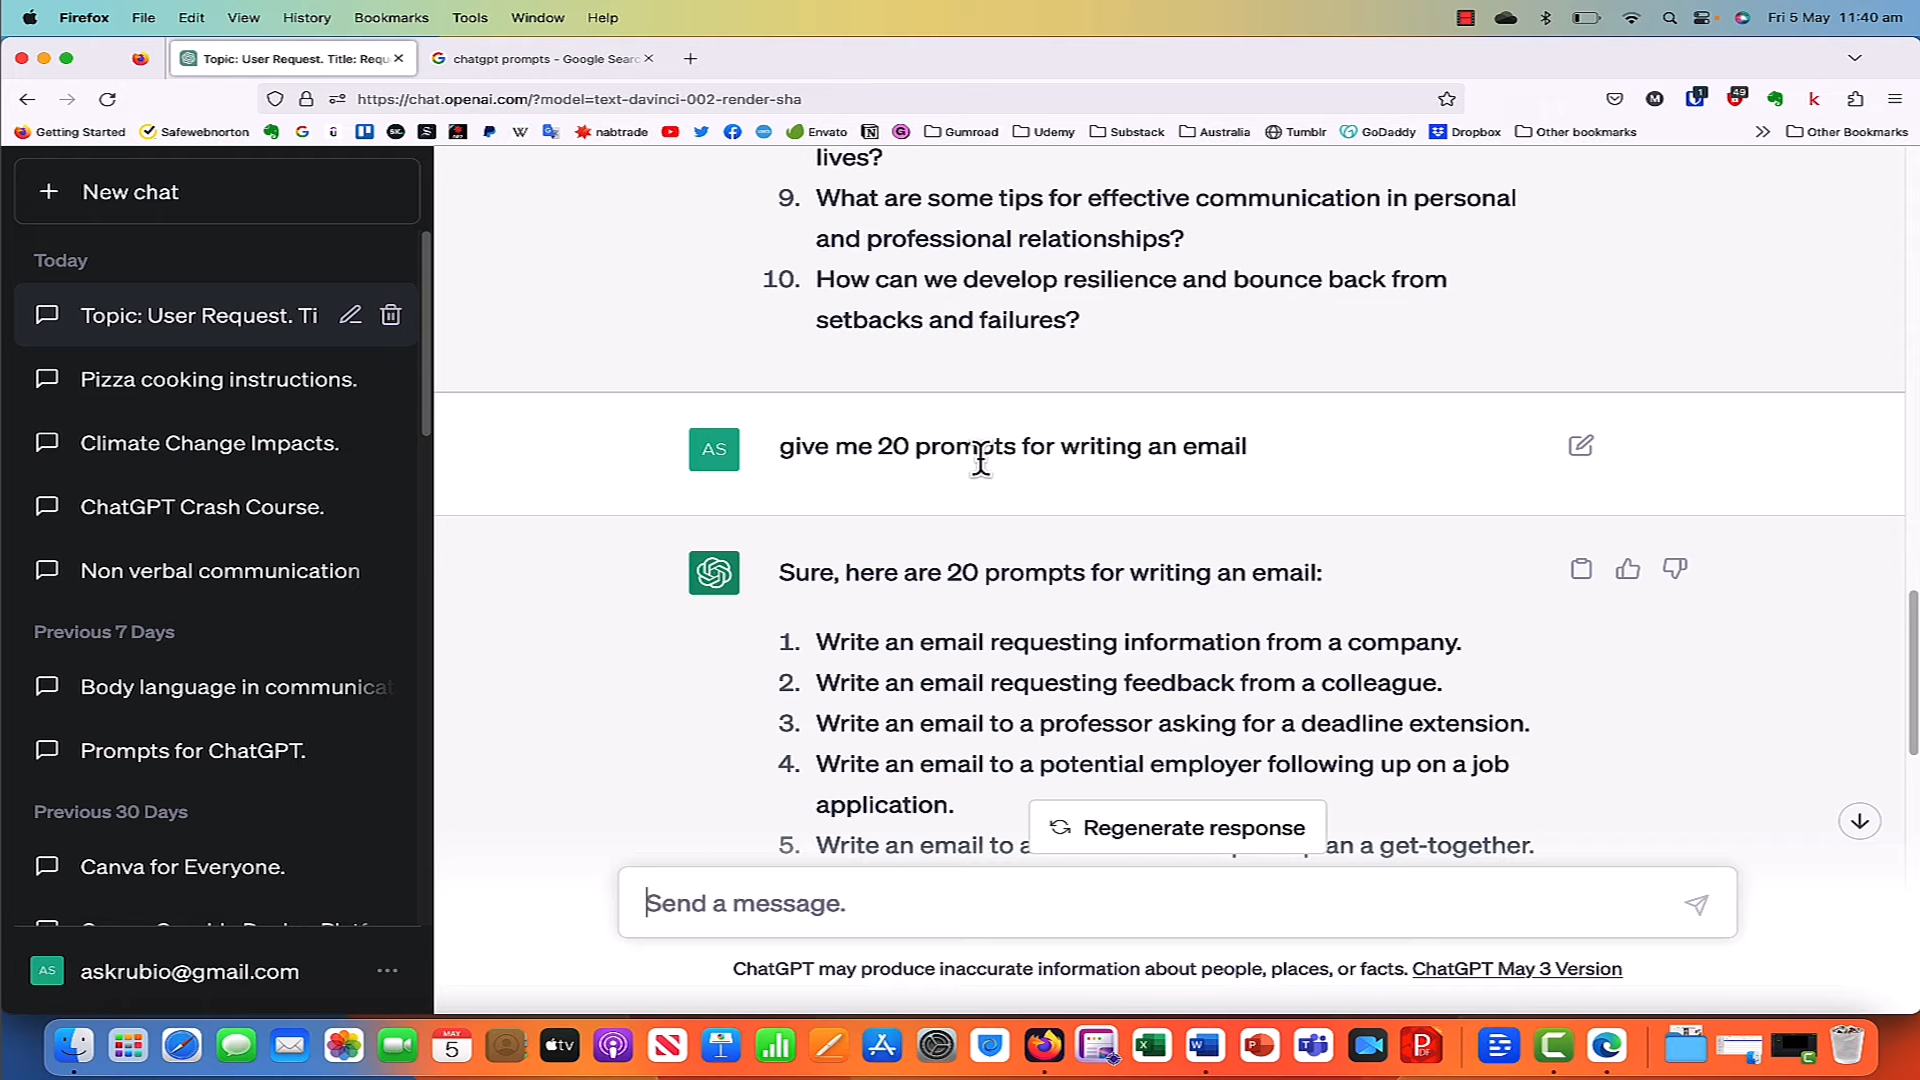 Firefox File Edit View History Bookmarks Tools Window Help Fri 5 May 11:40 am
Topic: User Request. Title: Requ chatgpt prompts - Google Searc
https://chat.openai.com/?model=text-davinci-002-render-sha 1 49
Getting Started Safewebnorton nabtrade Envato Gumroad Udemy Substack Australia Tumblr GoDaddy Dropbox Other bookmarks Other Bookmarks
New chat
Today
Topic: User Request. Ti
Pizza cooking instructions.
Climate Change Impacts.
ChatGPT Crash Course.
Non verbal communication
Previous 7 Days
Body language in communicat
Prompts for ChatGPT.
Previous 30 Days
Canva for Everyone.
AS askrubio@gmail.com
lives?
9. What are some tips for effective communication in personal
and professional relationships?
10. How can we develop resilience and bounce back from
setbacks and failures?
AS give me 20 prompts for writing an email
Sure, here are 20 prompts for writing an email:
1. Write an email requesting information from a company.
2. Write an email requesting feedback from a colleague.
3. Write an email to a professor asking for a deadline extension.
4. Write an email to a potential employer following up on a job
application.
Regenerate response
5. Write an email to a an a get-together.
Send a message.
ChatGPT may produce inaccurate information about people, places, or facts. ChatGPT May 3 Version
MAY
5
tv